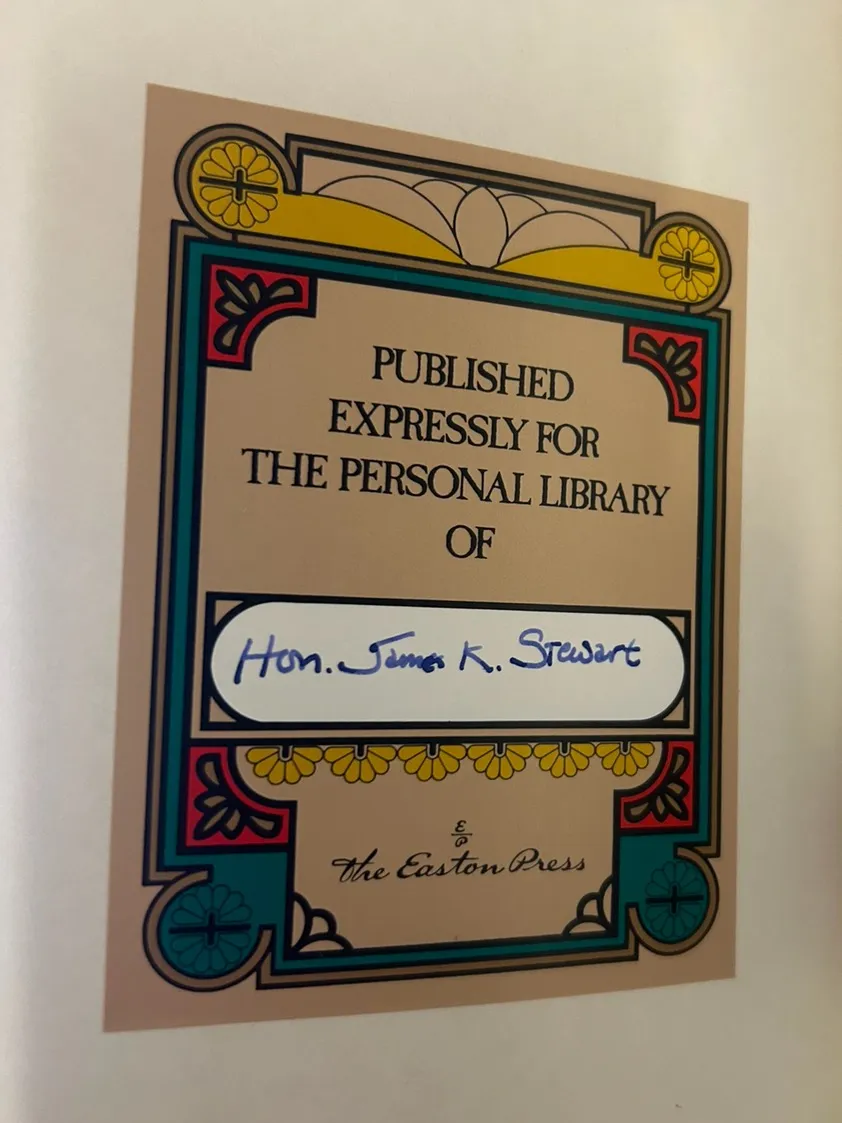 PUBLISHED
EXPRESSLY FOR
THE PERSONAL LIBRARY
OF
Hon. James K. Stewart
E
P
The Easton Press